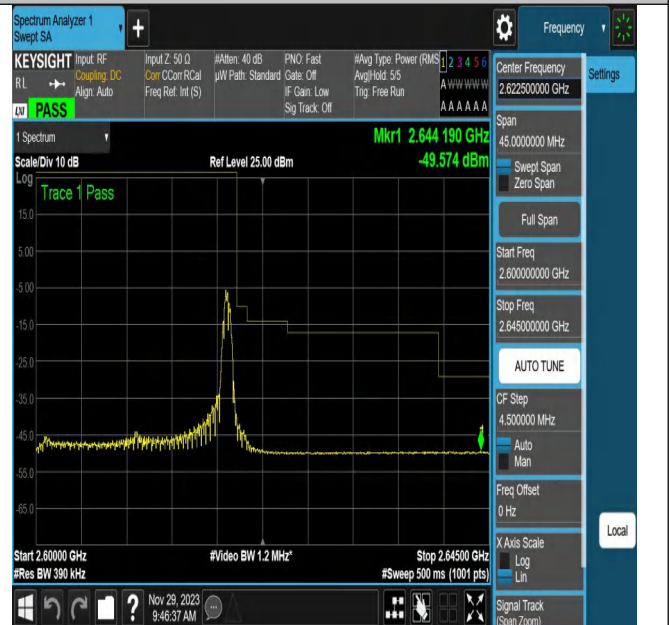 Spectrum Analyzer 1
Swept SA
+
Frequency
KEYSIGHT
RL
LXI PASS
Input: RF
Coupling: DC
Align: Auto
Input Z: 50 Ω
Corr CCorr RCal
Freq Ref: Int (S)
#Atten: 40 dB
µW Path: Standard
PNO: Fast
Gate: Off
IF Gain: Low
Sig Track: Off
#Avg Type: Power (RMS
Avg|Hold: 5/5
Trig: Free Run
1 2 3 4 5 6
A W W W W W
A A A A A A
1 Spectrum
Scale/Div 10 dB
Ref Level 25.00 dBm
Mkr1 2.644 190 GHz
-49.574 dBm
Log
Trace 1 Pass
15.0
5.00
-5.00
-15.0
-25.0
-35.0
-45.0
-55.0
-65.0
1
Start 2.60000 GHz
#Video BW 1.2 MHz*
Stop 2.64500 GHz
#Res BW 390 kHz
#Sweep 500 ms (1001 pts)
Nov 29, 2023
9:46:37 AM
?
Center Frequency
2.622500000 GHz
Settings
Span
45.0000000 MHz
Swept Span
Zero Span
Full Span
Start Freq
2.600000000 GHz
Stop Freq
2.645000000 GHz
AUTO TUNE
CF Step
4.500000 MHz
Auto
Man
Freq Offset
0 Hz
X Axis Scale
Log
Lin
Local
Signal Track
(Span Zoom)